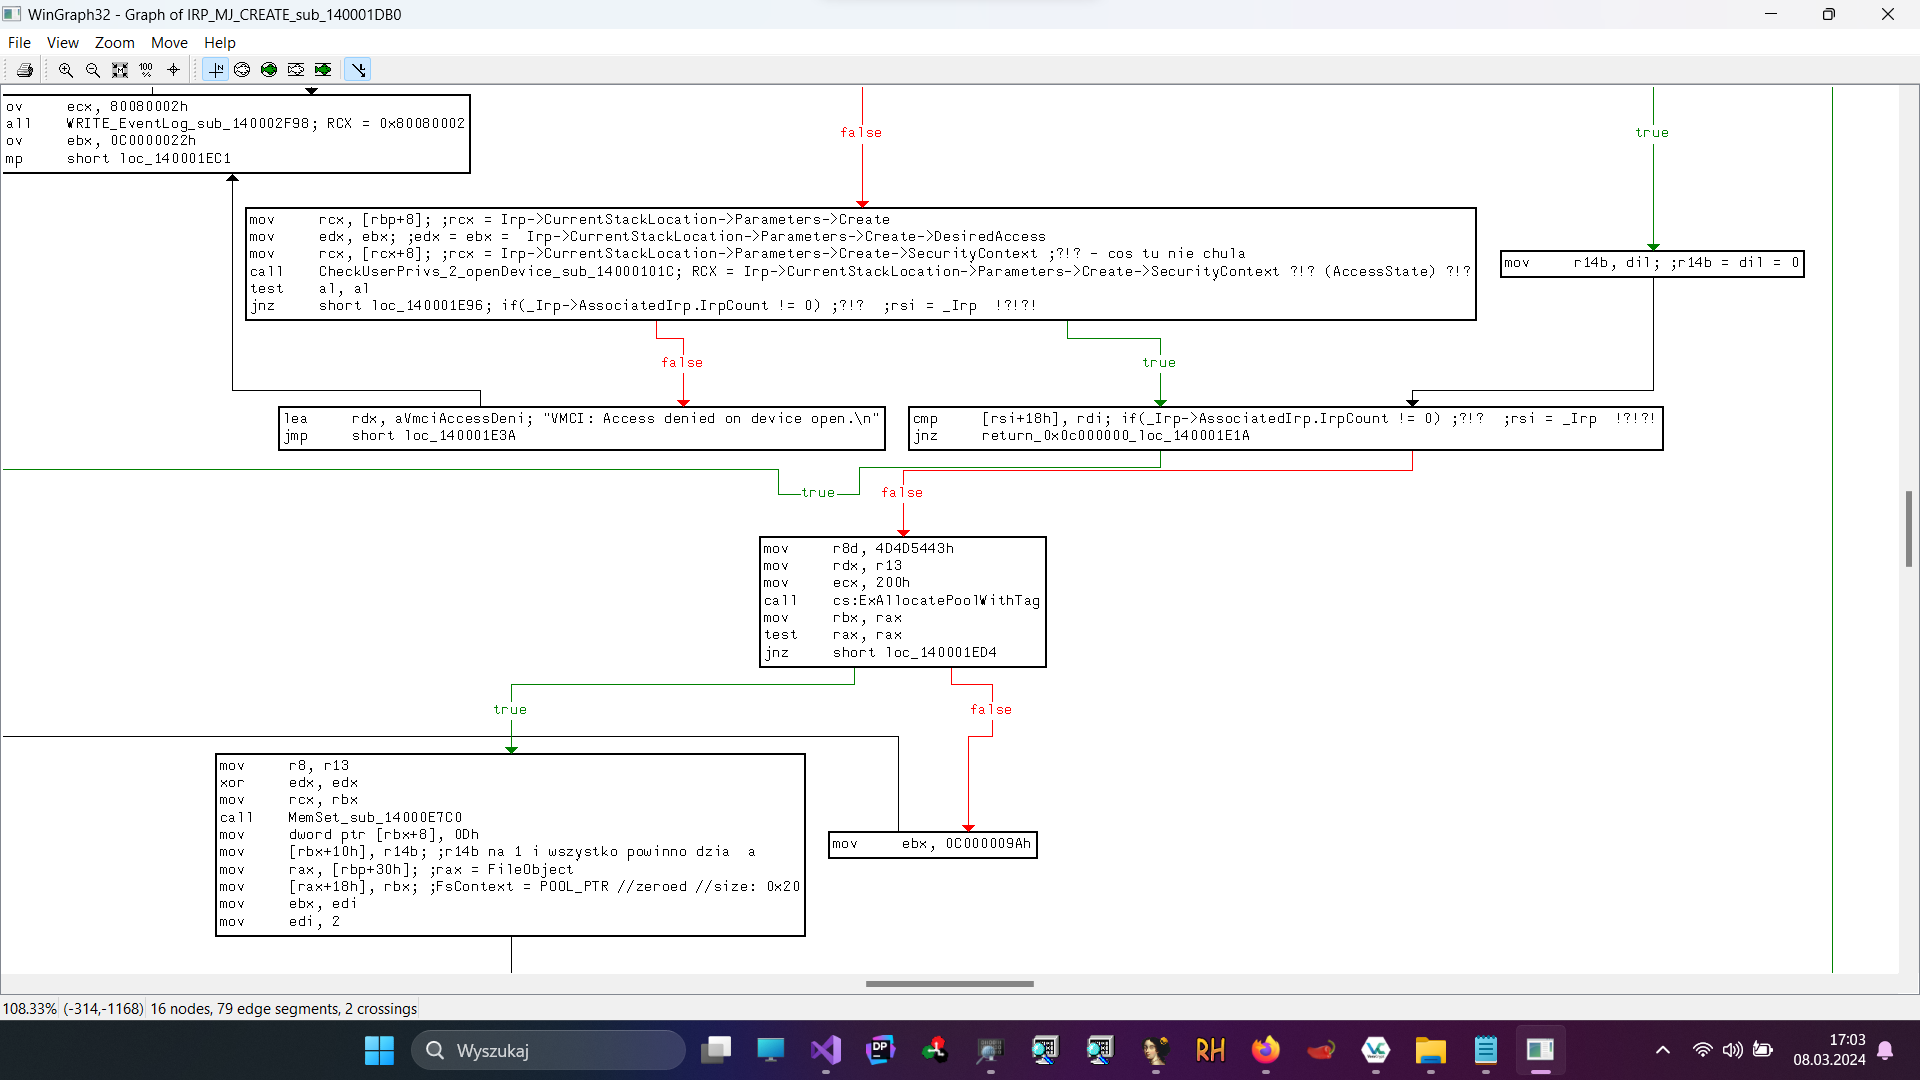 WinGraph32 - Graph of IRP_MJ_CREATE_sub_140001DB0
File View Zoom Move Help
100 %
ov ecx, 80080002h
all WRITE_EventLog_sub_140002F98; RCX = 0x80080002
ov ebx, 0C0000022h
mp short loc_140001EC1
false
true
mov rcx, [rbp+8]; ;rcx = Irp->CurrentStackLocation->Parameters->Create
mov edx, ebx; ;edx = ebx = Irp->CurrentStackLocation->Parameters->Create->DesiredAccess
mov rcx, [rcx+8]; ;rcx = Irp->CurrentStackLocation->Parameters->Create->SecurityContext ;?!? - cos tu nie chula
call CheckUserPrivs_2_openDevice_sub_14000101C; RCX = Irp->CurrentStackLocation->Parameters->Create->SecurityContext ?!? (AccessState) ?!?
test al, al
jnz short loc_140001E96; if(_Irp->AssociatedIrp.IrpCount != 0) ;?!? ;rsi = _Irp !?!?!
mov r14b, dil; ;r14b = dil = 0
false
true
lea rdx, aVmciAccessDeni; "VMCI: Access denied on device open.\n"
jmp short loc_140001E3A
cmp [rsi+18h], rdi; if(_Irp->AssociatedIrp.IrpCount != 0) ;?!? ;rsi = _Irp !?!?!
jnz return_0x0c000000_loc_140001E1A
true
false
mov r8d, 4D4D5443h
mov rdx, r13
mov ecx, 200h
call cs:ExAllocatePoolWithTag
mov rbx, rax
test rax, rax
jnz short loc_140001ED4
true
false
mov r8, r13
xor edx, edx
mov rcx, rbx
call MemSet_sub_14000E7C0
mov dword ptr [rbx+8], 0Dh
mov [rbx+10h], r14b; ;r14b na 1 i wszystko powinno dzia a
mov rax, [rbp+30h]; ;rax = FileObject
mov [rax+18h], rbx; ;FsContext = POOL_PTR //zeroed //size: 0x20
mov ebx, edi
mov edi, 2
mov ebx, 0C000009Ah
108.33% (-314,-1168) 16 nodes, 79 edge segments, 2 crossings
Wyszukaj
DP
RH
VC
17:03
08.03.2024